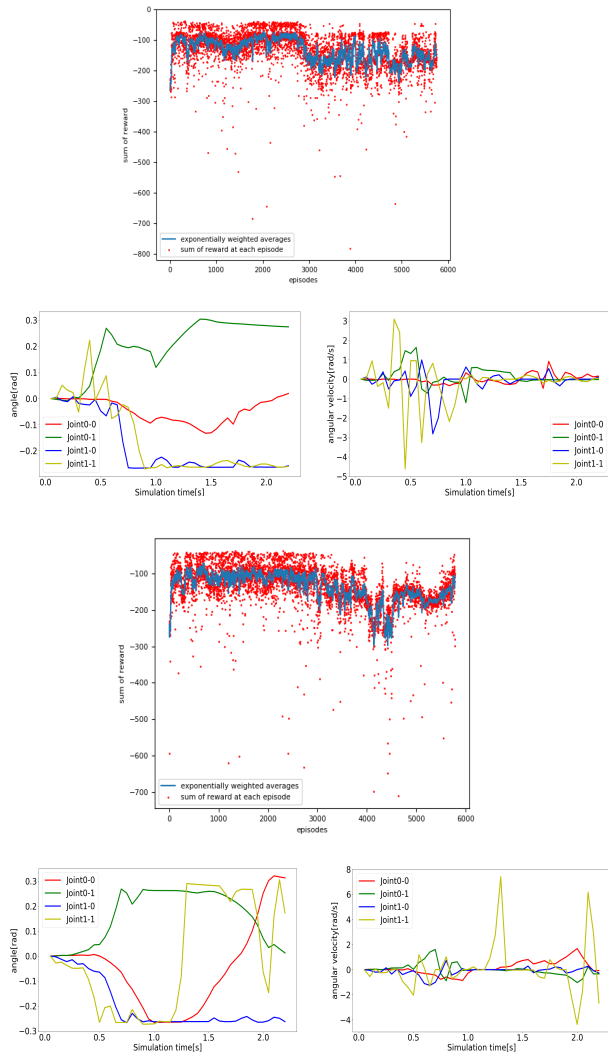 0
−100
−200
−300
−400
−500
−600
−700
−800
sum of reward
exponentially weighted averages
sum of reward at each episode
0 1000 2000 3000 4000 5000 6000
episodes
0.3
0.2
0.1
0.0
−0.1
−0.2
angle[rad]
Joint0-0
Joint0-1
Joint1-0
Joint1-1
0.0 0.5 1.0 1.5 2.0
Simulation time[s]
3
2
1
0
−1
−2
−3
−4
−5
angular velocity[rad/s]
Joint0-0
Joint0-1
Joint1-0
Joint1-1
0.0 0.5 1.0 1.5 2.0
Simulation time[s]
−100
−200
−300
−400
−500
−600
−700
sum of reward
exponentially weighted averages
sum of reward at each episode
0 1000 2000 3000 4000 5000 6000
episodes
0.3
0.2
0.1
0.0
−0.1
−0.2
−0.3
angle[rad]
Joint0-0
Joint0-1
Joint1-0
Joint1-1
0.0 0.5 1.0 1.5 2.0
Simulation time[s]
8
6
4
2
0
−2
−4
angular velocity[rad/s]
Joint0-0
Joint0-1
Joint1-0
Joint1-1
0.0 0.5 1.0 1.5 2.0
Simulation time[s]